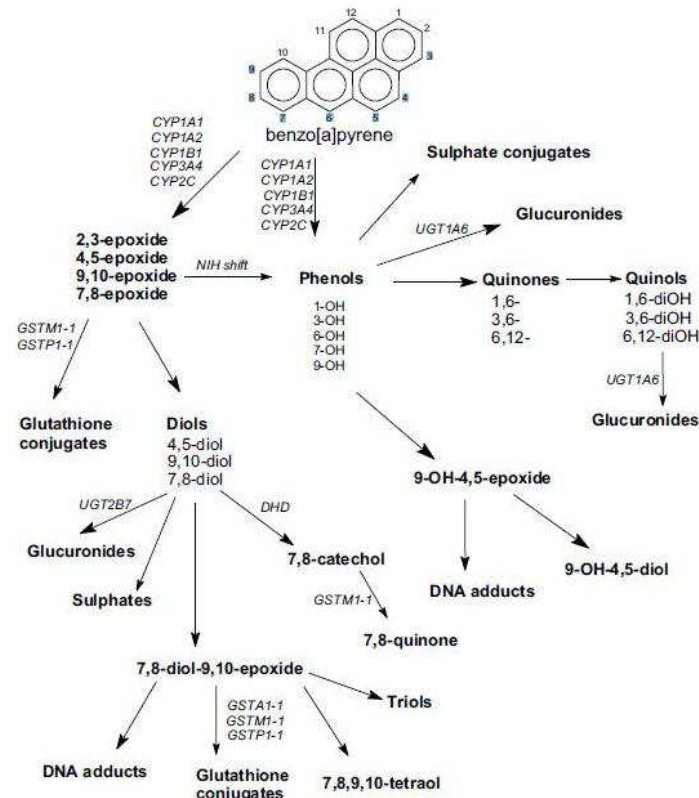 12
1
11
2
10
3
9
8
4
7
6
5
benzo[a]pyrene
CYP1A1
CYP1A2
CYP1B1
CYP3A4
CYP2C
CYP1A1
CYP1A2
CYP1B1
CYP3A4
CYP2C
Sulphate conjugates
Glucuronides
UGT1A6
2,3-epoxide
4,5-epoxide
9,10-epoxide
7,8-epoxide
NIH shift
Phenols
1-OH
3-OH
6-OH
7-OH
9-OH
Quinones
1,6-
3,6-
6,12-
Quinols
1,6-diOH
3,6-diOH
6,12-diOH
UGT1A6
Glucuronides
GSTM1-1
GSTP1-1
Glutathione
conjugates
Diols
4,5-diol
9,10-diol
7,8-diol
9-OH-4,5-epoxide
UGT2B7
DHD
Glucuronides
Sulphates
7,8-catechol
GSTM1-1
7,8-quinone
DNA adducts
9-OH-4,5-diol
7,8-diol-9,10-epoxide
GSTA1-1
GSTM1-1
GSTP1-1
Triols
DNA adducts
Glutathione
conjugates
7,8,9,10-tetraol